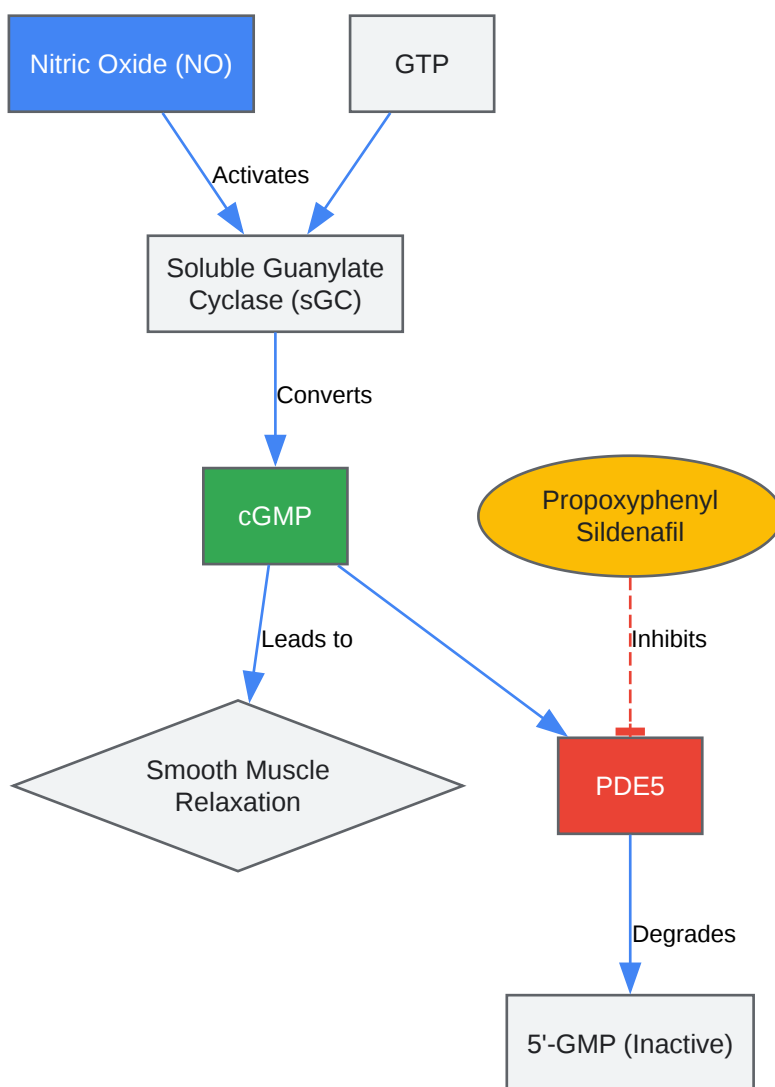 Nitric Oxide (NO)
GTP
Activates
Soluble Guanylate
Cyclase (sGC)
Converts
cGMP
Propoxyphenyl
Sildenafil
Leads to
Inhibits
Smooth Muscle
Relaxation
PDE5
Degrades
5'-GMP (Inactive)